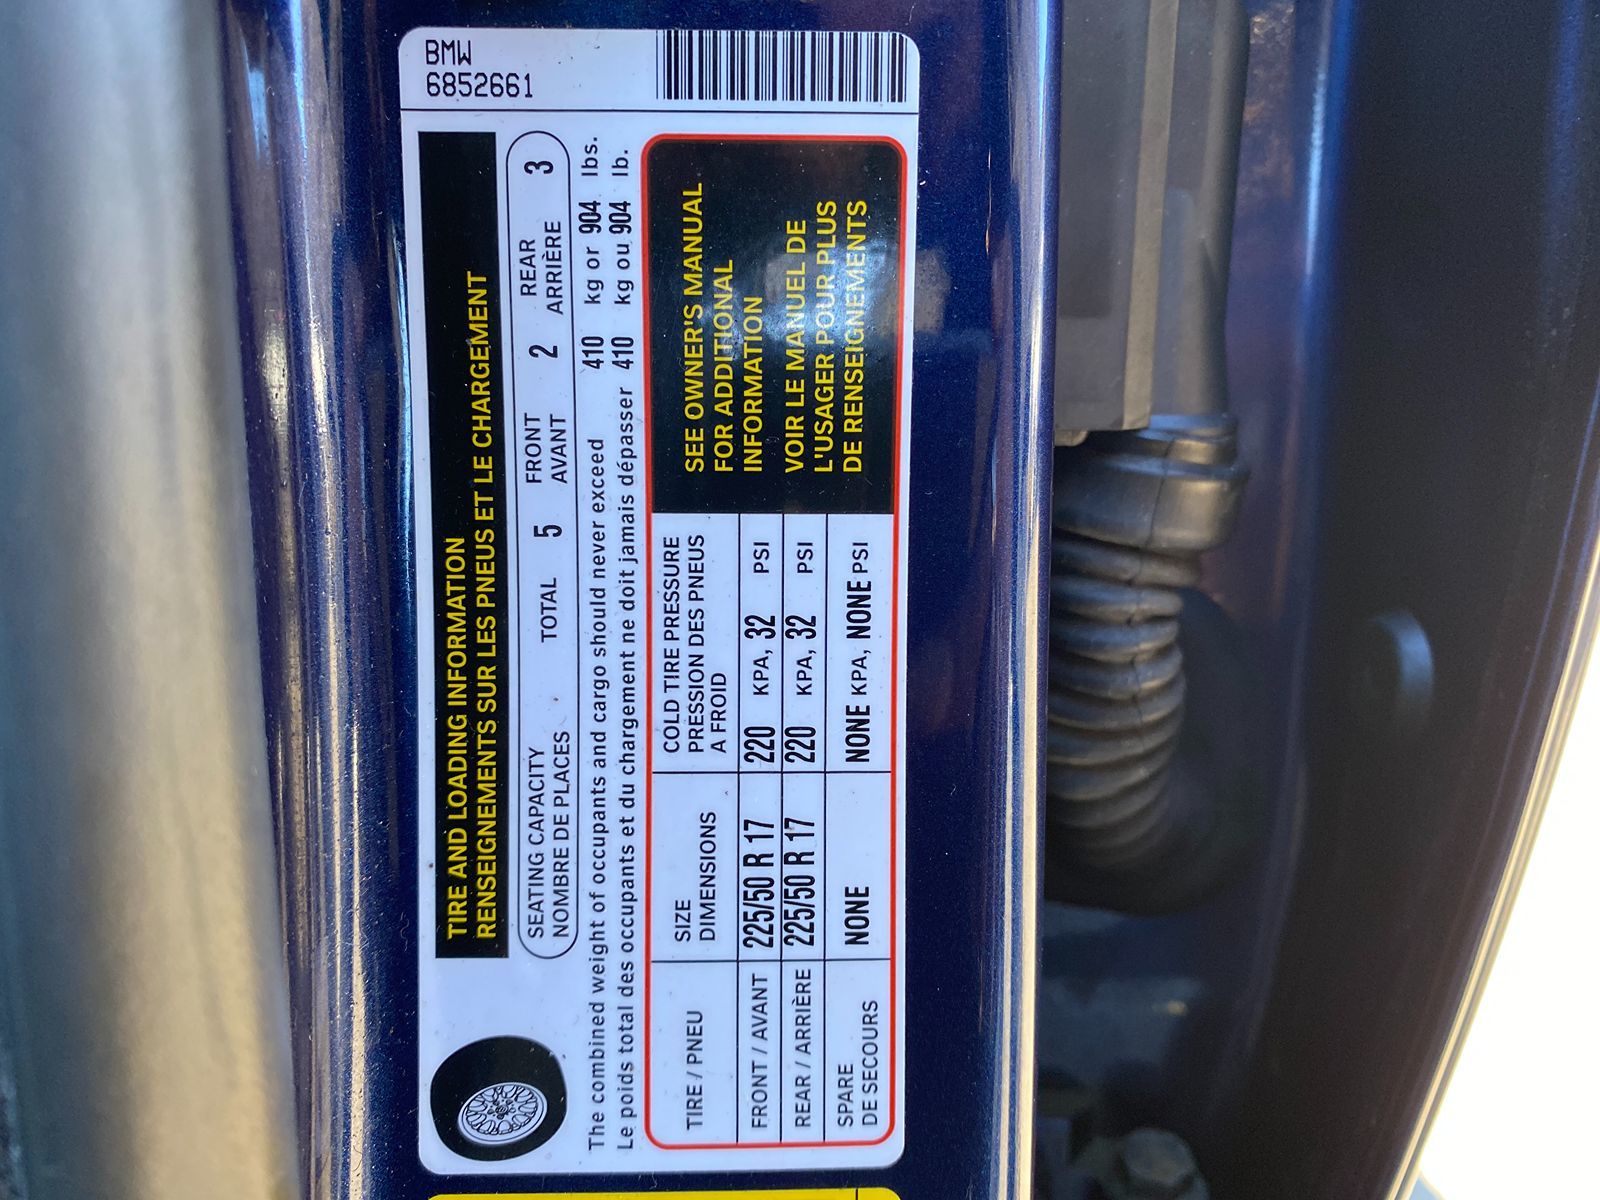 BMW
6852661
TIRE AND LOADING INFORMATION
RENSEIGNEMENTS SUR LES PNEUS ET LE CHARGEMENT
SEATING CAPACITY
NOMBRE DE PLACES
TOTAL 5
FRONT
AVANT
2
REAR
ARRIÈRE
3
The combined weight of occupants and cargo should never exceed 410 kg or 904 lbs.
Le poids total des occupants et du chargement ne doit jamais dépasser 410 kg ou 904 lb.
TIRE / PNEU
SIZE
DIMENSIONS
COLD TIRE PRESSURE
PRESSION DES PNEUS
A FROID
FRONT / AVANT 225/50 R 17 220 KPA, 32 PSI
REAR / ARRIÈRE 225/50 R 17 220 KPA, 32 PSI
SPARE
DE SECOURS
NONE NONE KPA, NONE PSI
SEE OWNER'S MANUAL
FOR ADDITIONAL
INFORMATION
VOIR LE MANUEL DE
L'USAGER POUR PLUS
DE RENSEIGNEMENTS